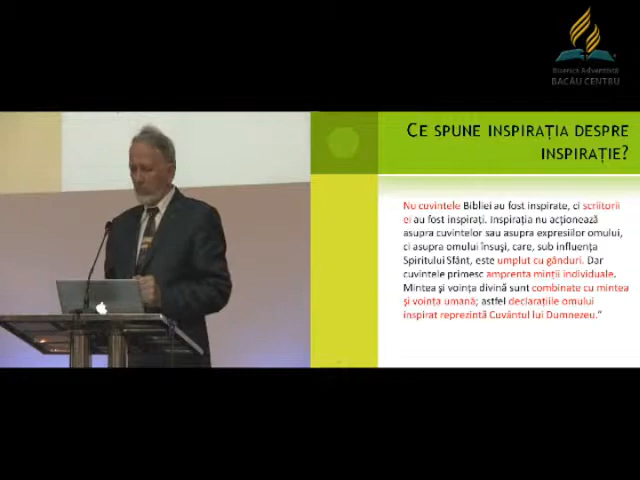 Biserica Adventistă
BACĂU CENTRU
CE SPUNE INSPIRAȚIA DESPRE
INSPIRAȚIE?
Nu cuvintele Bibliei au fost inspirate, ci scriitorii
ei au fost inspirați. Inspirația nu acționează
asupra cuvintelor sau asupra expresiilor omului,
ci asupra omului însuși, care, sub influența
Spiritului Sfânt, este umplut cu gânduri. Dar
cuvintele primesc amprenta minții individuale.
Mintea și voința divină sunt combinate cu mintea
și voința umană; astfel declarațiile omului
inspirat reprezintă Cuvântul lui Dumnezeu."